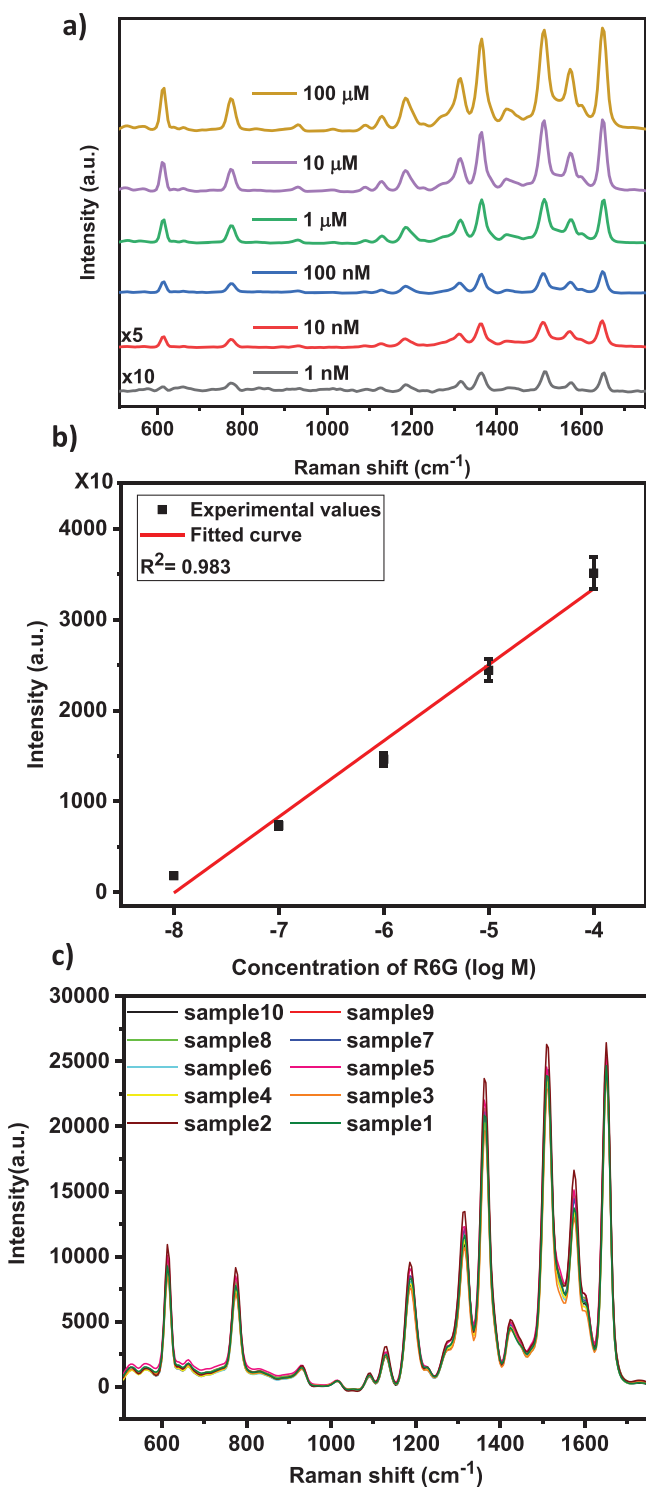 a)
100 μM
10 μM
1 μM
100 nM
x5
10 nM
x10
1 nM
Intensity (a.u.)
600 800 1000 1200 1400 1600
Raman shift (cm⁻¹)
b)
X10
Experimental values
Fitted curve
R²= 0.983
4000
3000
2000
1000
0
Intensity (a.u.)
-8 -7 -6 -5 -4
Concentration of R6G (log M)
c)
30000
25000
20000
15000
10000
5000
0
sample10 sample9
sample8 sample7
sample6 sample5
sample4 sample3
sample2 sample1
Intensity(a.u.)
600 800 1000 1200 1400 1600
Raman shift (cm⁻¹)